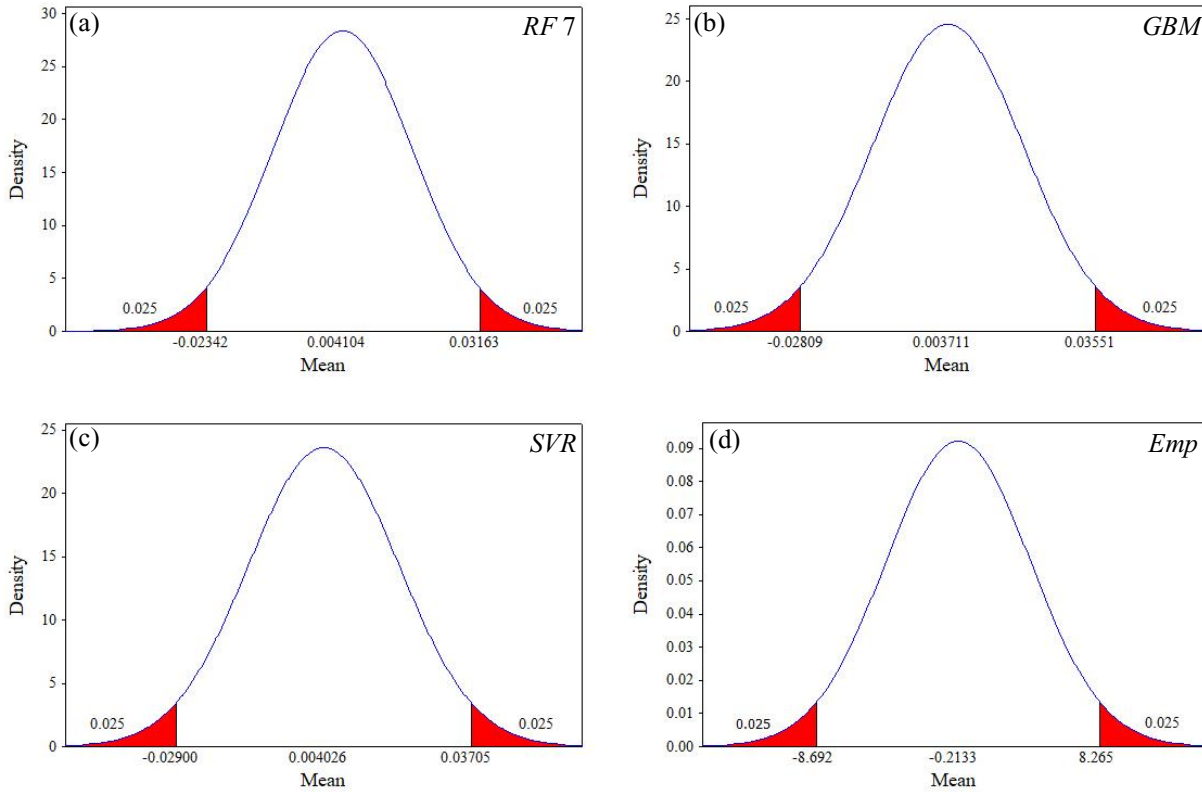 (a) RF 7
30
25
20
15
10
5
0
Density
0.025 0.025
-0.02342 0.004104 0.03163
Mean
(b) GBM
25
20
15
10
5
0
Density
0.025 0.025
-0.02809 0.003711 0.03551
Mean
(c) SVR
25
20
15
10
5
0
Density
0.025 0.025
-0.02900 0.004026 0.03705
Mean
(d) Emp
0.09
0.08
0.07
0.06
0.05
0.04
0.03
0.02
0.01
0.00
Density
0.025 0.025
-8.692 -0.2133 8.265
Mean